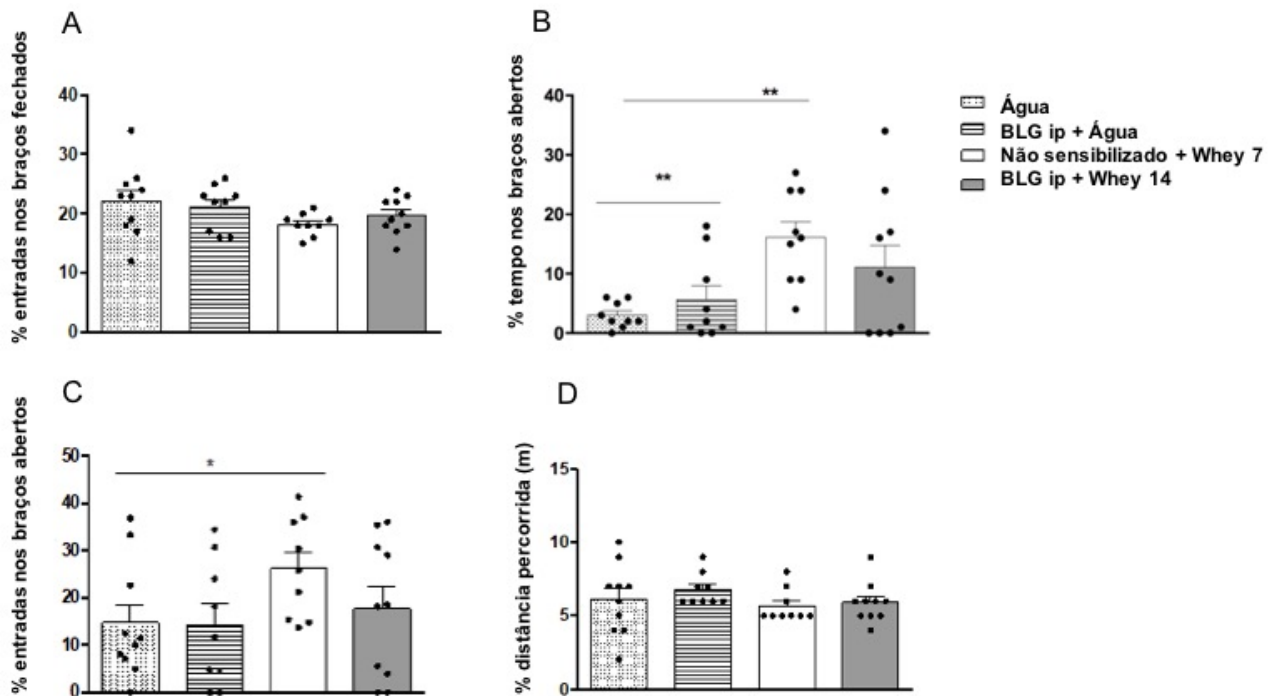 A
% entradas nos braços fechados
40
30
20
10
0
B
% tempo nos braços abertos
40
30
20
10
0
**
**
Água
BLG ip + Água
Não sensibilizado + Whey 7
BLG ip + Whey 14
C
% entradas nos braços abertos
50
40
30
20
10
0
*
D
% distância percorrida (m)
15
10
5
0